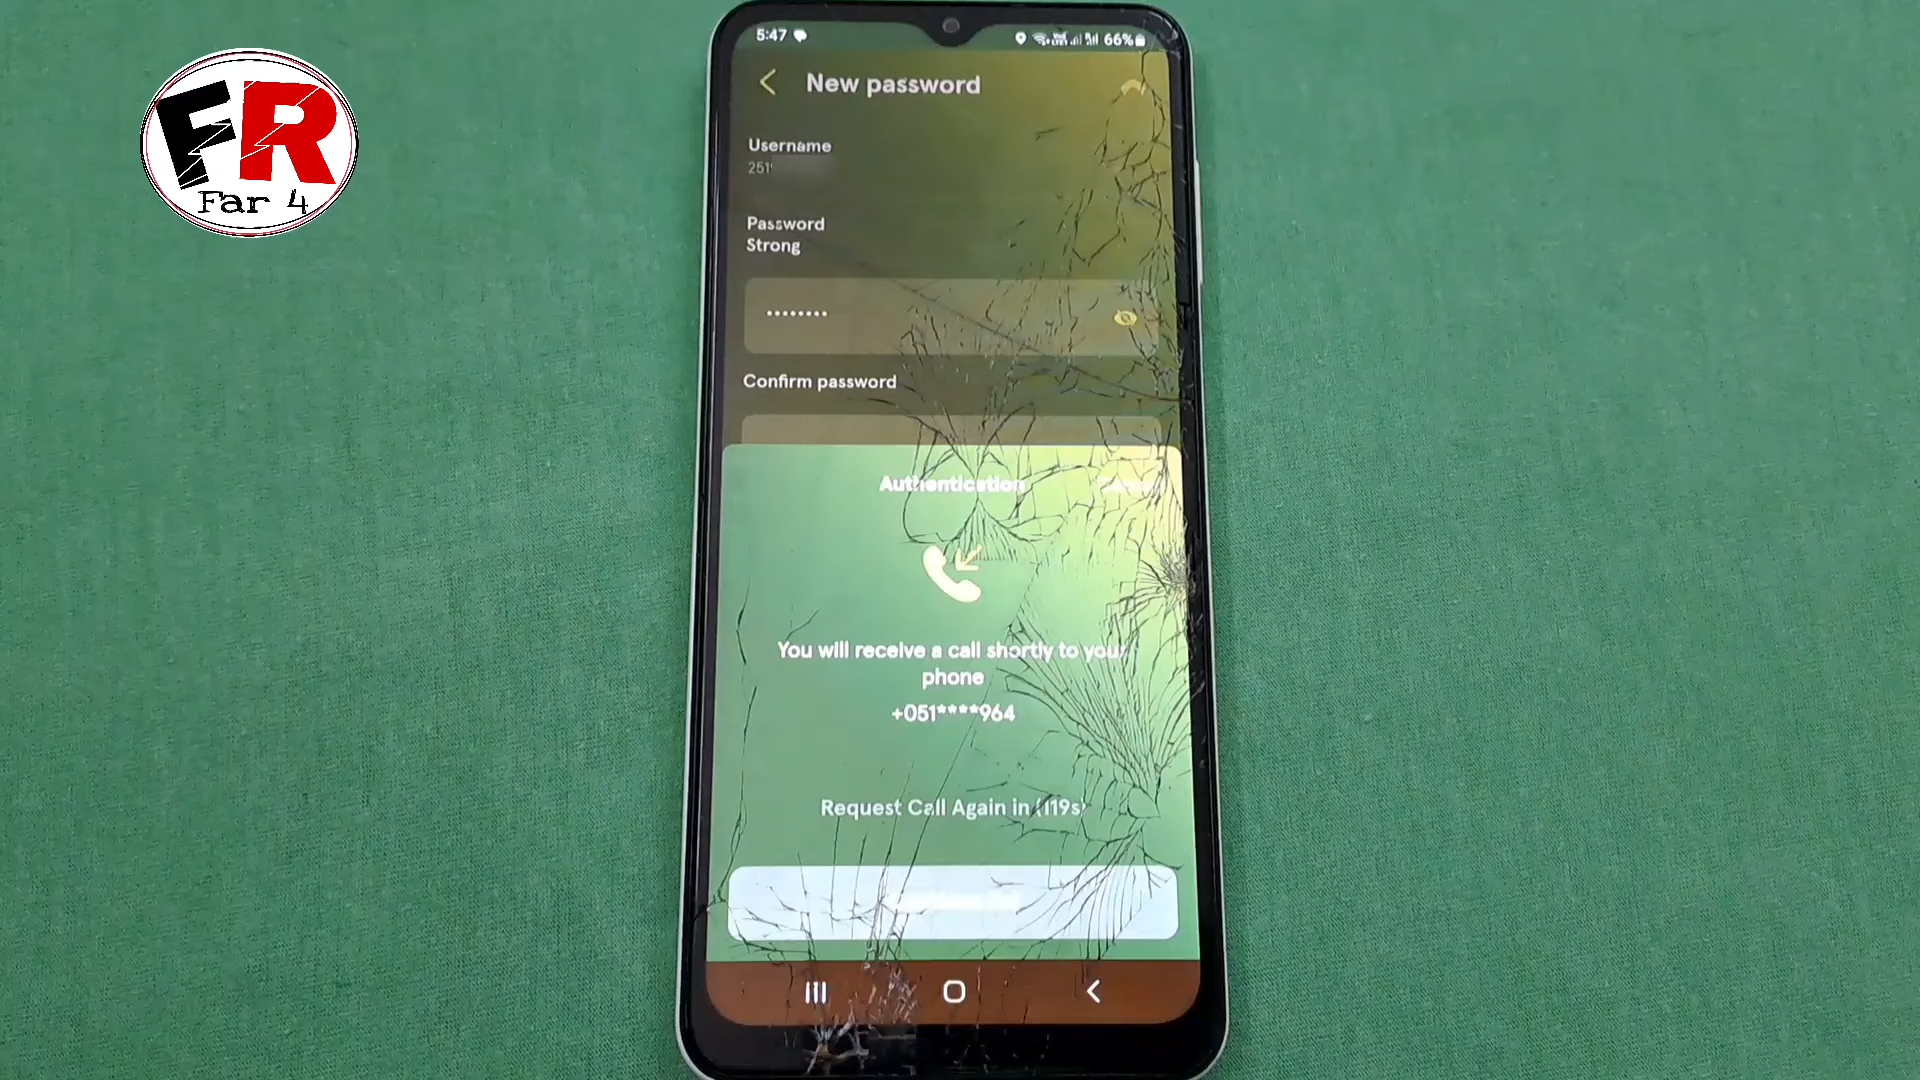 FR
Far 4
5:47
66%
New password
Username
251
Password
Strong
••••••••
Confirm password
Authentication
You will receive a call shortly to your
phone
+051****964
Request Call Again in (119s)